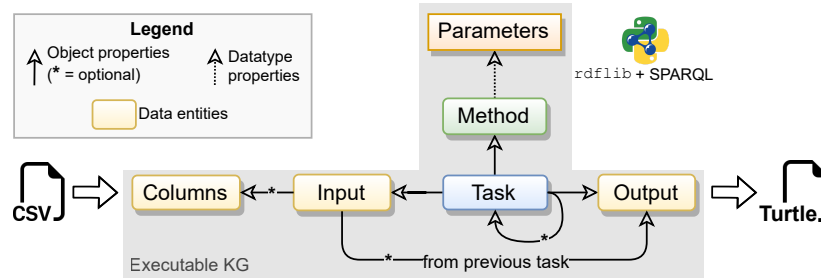 Legend
Object properties
(* = optional)
Datatype
properties
Data entities
Parameters
rdflib + SPARQL
Method
CSV
Columns
*
Input
Task
Output
Turtle.
*
* from previous task
Executable KG